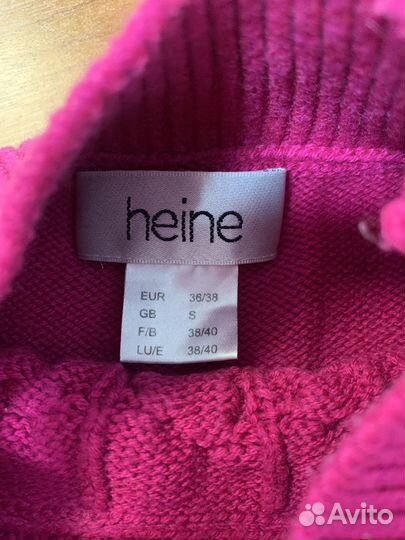 heine
EUR 36/38
GB S
F/B 38/40
LU/E 38/40
Avito